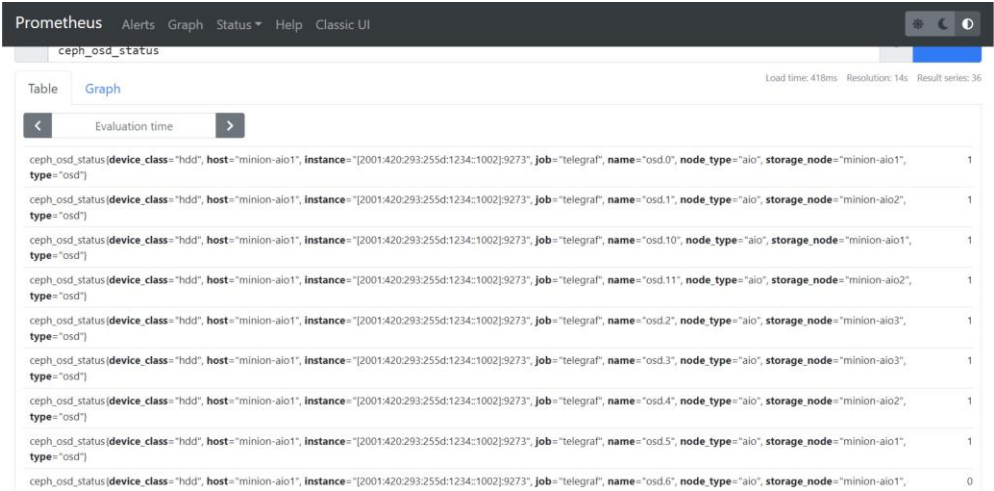 Prometheus Alerts Graph Status Help Classic UI
ceph_osd_status
Load time: 418ms Resolution: 14s Result series: 36
Table Graph
Evaluation time
ceph_osd_status{device_class="hdd", host="minion-aio1", instance="[2001:420:293:255d:1234::1002]:9273", job="telegraf", name="osd.0", node_type="aio", storage_node="minion-aio1", 1
type="osd"}
ceph_osd_status{device_class="hdd", host="minion-aio1", instance="[2001:420:293:255d:1234::1002]:9273", job="telegraf", name="osd.1", node_type="aio", storage_node="minion-aio2", 1
type="osd"}
ceph_osd_status{device_class="hdd", host="minion-aio1", instance="[2001:420:293:255d:1234::1002]:9273", job="telegraf", name="osd.10", node_type="aio", storage_node="minion-aio1", 1
type="osd"}
ceph_osd_status{device_class="hdd", host="minion-aio1", instance="[2001:420:293:255d:1234::1002]:9273", job="telegraf", name="osd.11", node_type="aio", storage_node="minion-aio2", 1
type="osd"}
ceph_osd_status{device_class="hdd", host="minion-aio1", instance="[2001:420:293:255d:1234::1002]:9273", job="telegraf", name="osd.2", node_type="aio", storage_node="minion-aio3", 1
type="osd"}
ceph_osd_status{device_class="hdd", host="minion-aio1", instance="[2001:420:293:255d:1234::1002]:9273", job="telegraf", name="osd.3", node_type="aio", storage_node="minion-aio3", 1
type="osd"}
ceph_osd_status{device_class="hdd", host="minion-aio1", instance="[2001:420:293:255d:1234::1002]:9273", job="telegraf", name="osd.4", node_type="aio", storage_node="minion-aio2", 1
type="osd"}
ceph_osd_status{device_class="hdd", host="minion-aio1", instance="[2001:420:293:255d:1234::1002]:9273", job="telegraf", name="osd.5", node_type="aio", storage_node="minion-aio1", 1
type="osd"}
ceph_osd_status{device_class="hdd", host="minion-aio1", instance="[2001:420:293:255d:1234::1002]:9273", job="telegraf", name="osd.6", node_type="aio", storage_node="minion-aio1", 0